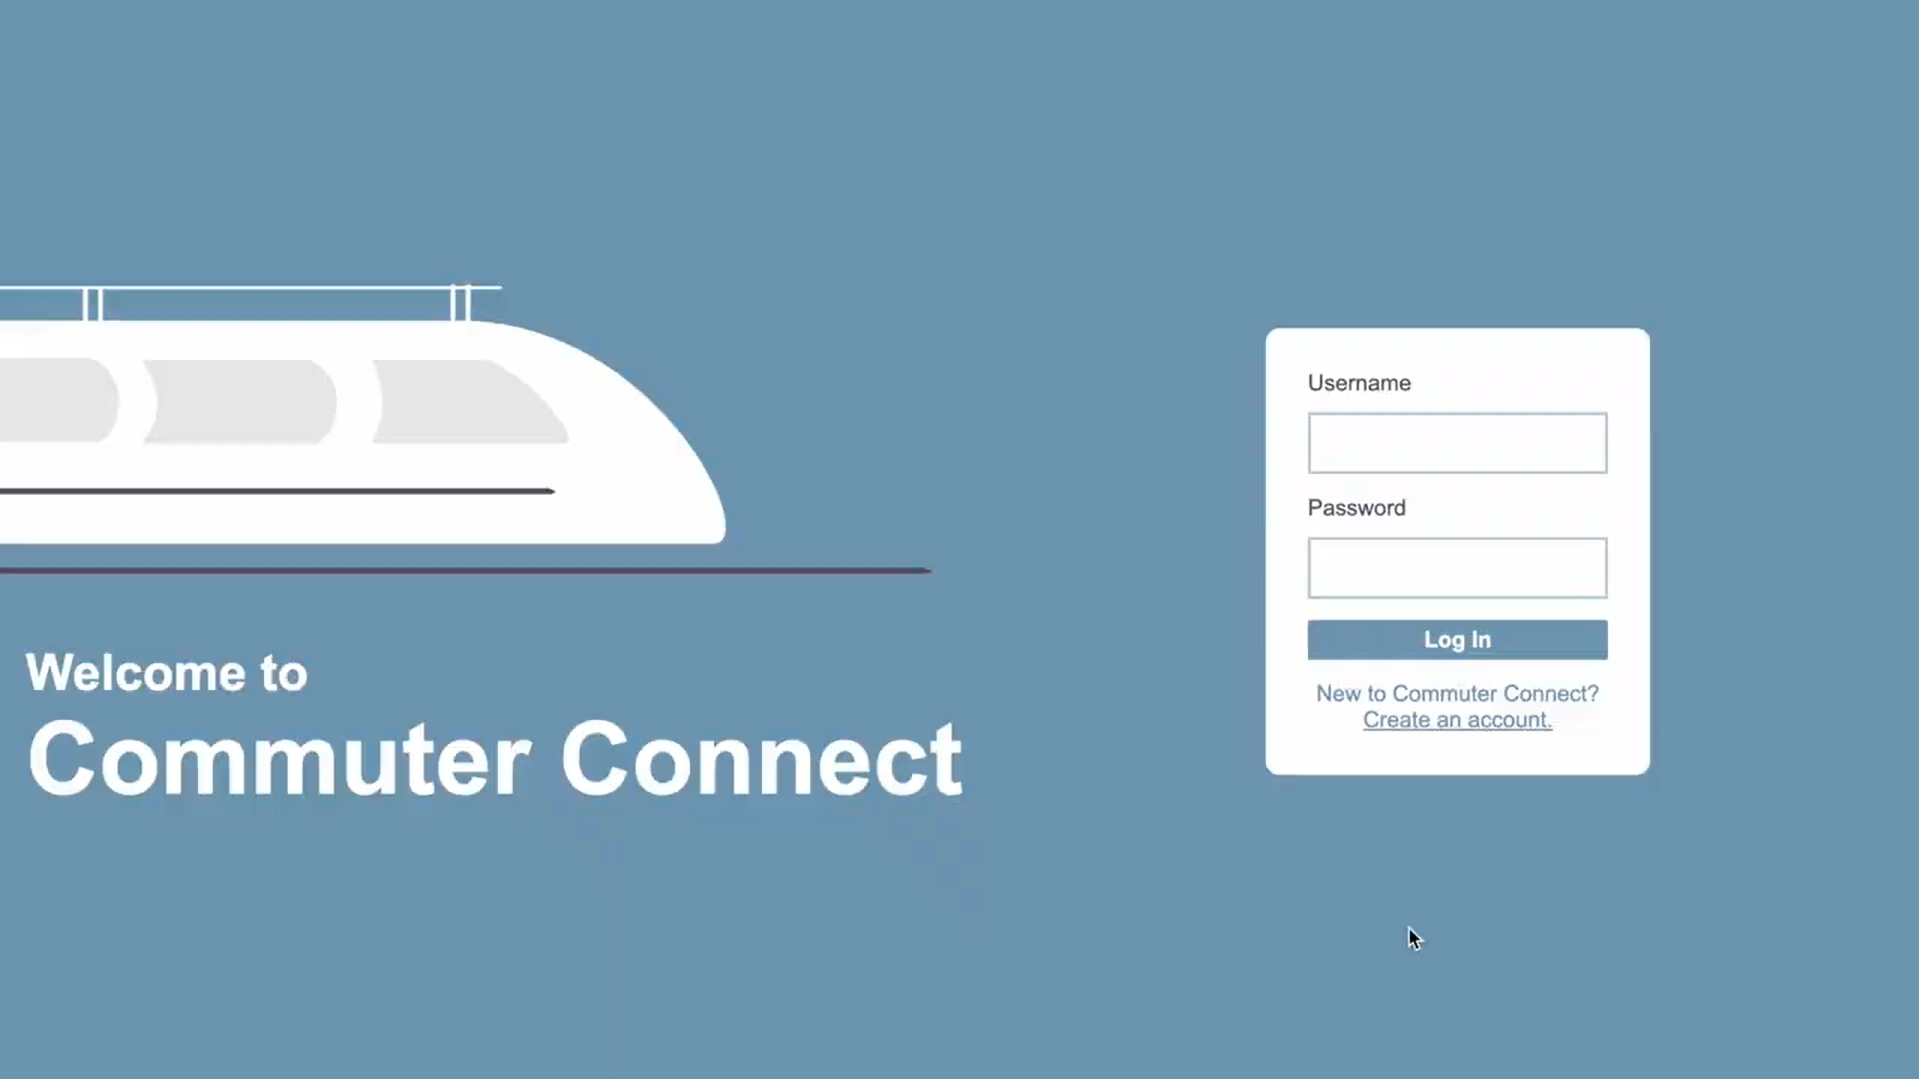 Welcome to
Commuter Connect
Username
Password
Log In
New to Commuter Connect?
Create an account.